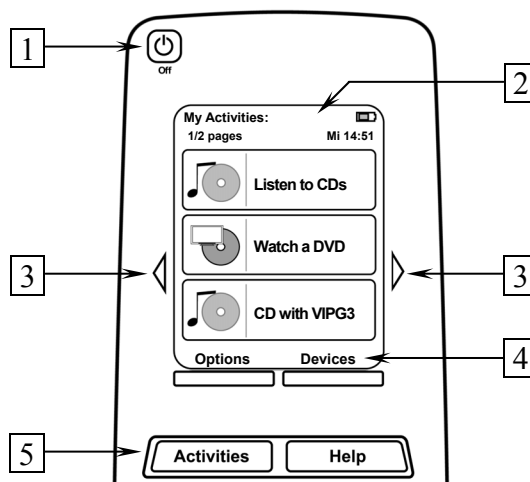 1
Off
2
My Activities:
1/2 pages Mi 14:51
Listen to CDs
Watch a DVD
3 3
CD with VIPG3
Options Devices
4
5
Activities Help